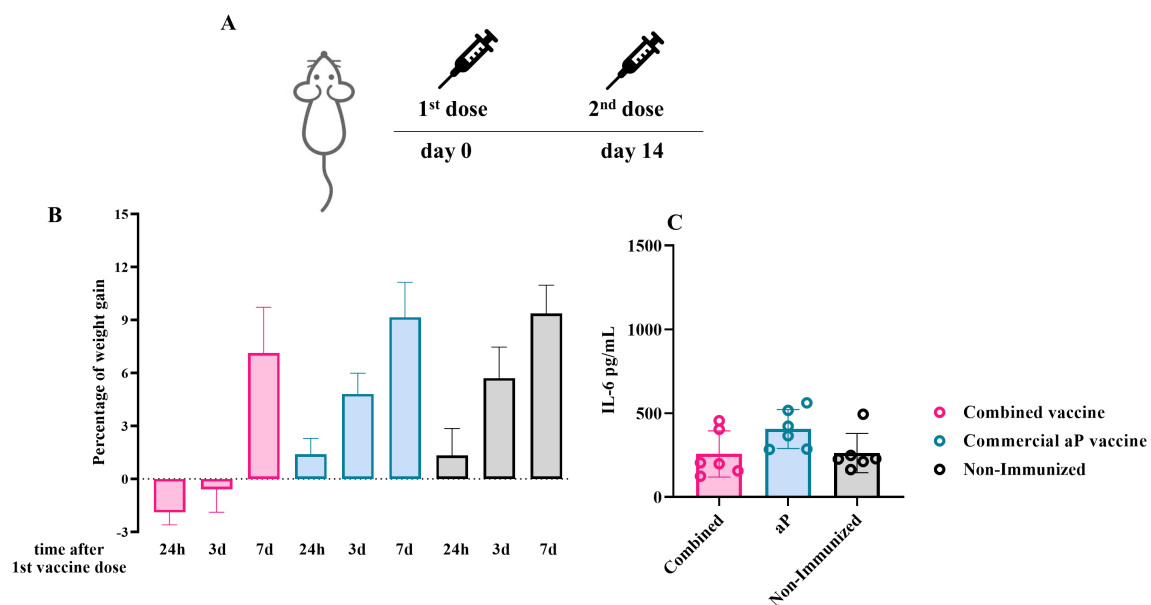 A
1st dose
2nd dose
day 0
day 14
B
Percentage of weight gain
15
12
9
6
3
0
-3
time after
1st vaccine dose
24h 3d 7d 24h 3d 7d 24h 3d 7d
C
IL-6 pg/mL
1500
1000
500
0
Combined
aP
Non-Immunized
Combined vaccine
Commercial aP vaccine
Non-Immunized